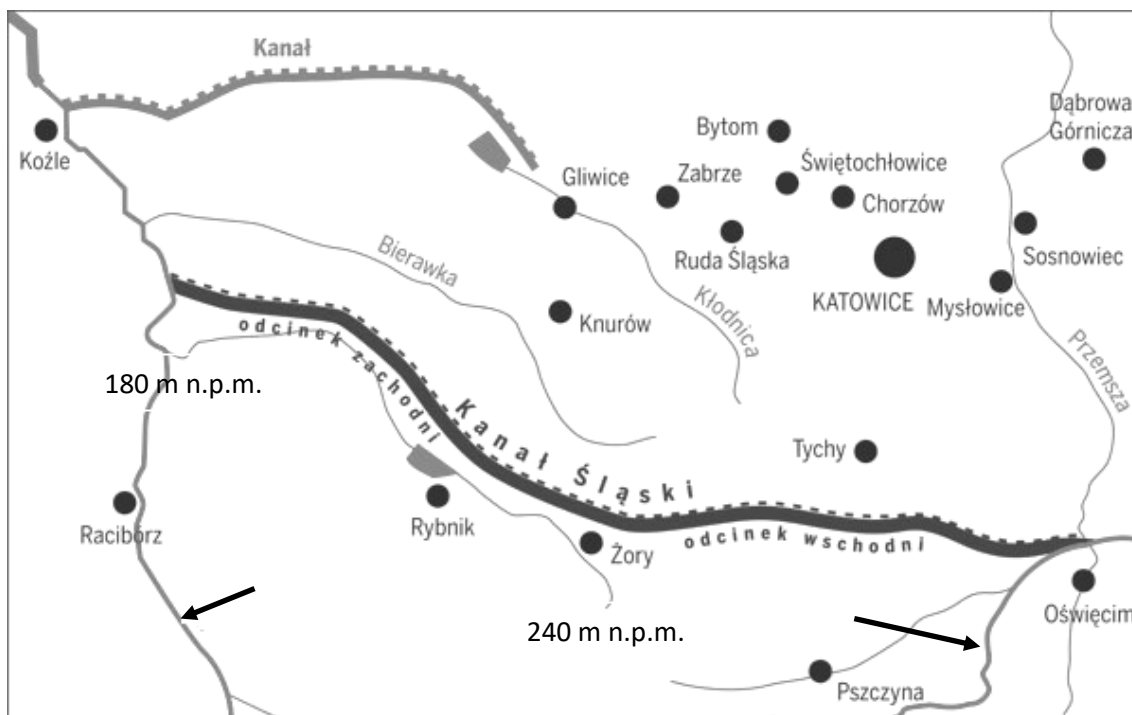 Kanał
Koźle
Bytom
Dąbrowa
Górnicza
Świętochłowice
Zabrze
Gliwice
Chorzów
Ruda Śląska
Sosnowiec
Bierawka
KATOWICE
Mysłowice
Knurów
Kłodnica
Przemsza
odcinek zachodni
180 m n.p.m.
Kanał Śląski
Tychy
Racibórz
Rybnik
Żory
odcinek wschodni
Oświęcim
240 m n.p.m.
Pszczyna